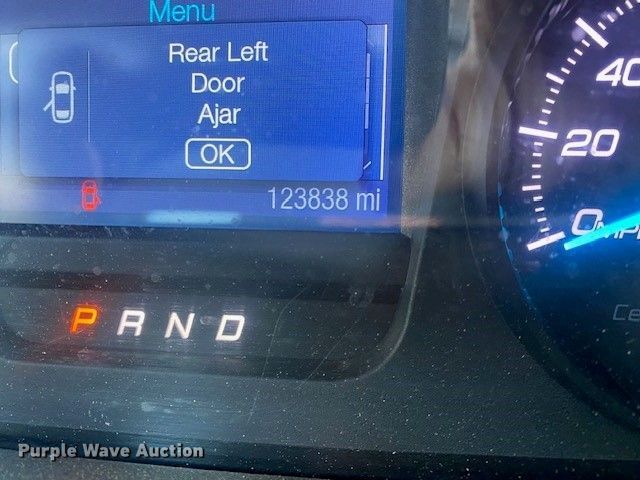 Menu
Rear Left
Door
Ajar
OK
123838 mi
P R N D
40
20
0
Purple Wave Auction